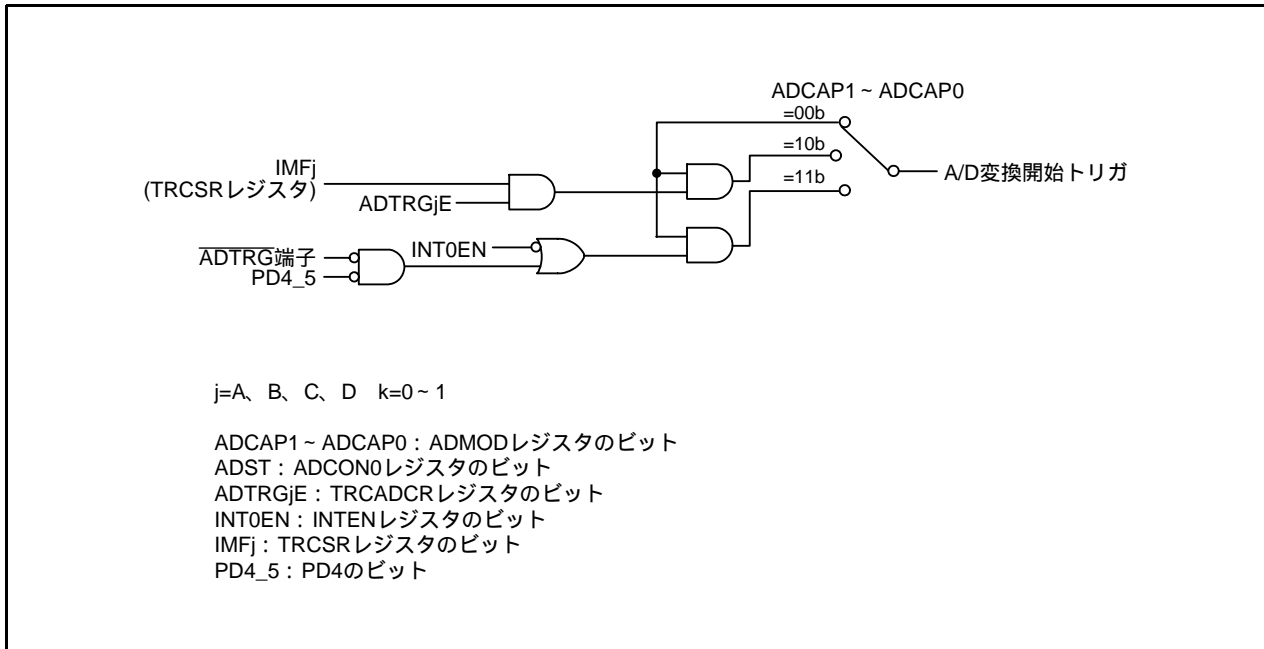 ADCAP1 ~ ADCAP0
=00b
=10b
=11b
A/D変換開始トリガ
IMFj
(TRCSRレジスタ)
ADTRGjE
ADTRG端子
PD4_5
INT0EN
j=A、B、C、D k=0~1
ADCAP1 ~ ADCAP0：ADMODレジスタのビット
ADST：ADCON0レジスタのビット
ADTRGjE：TRCADCRレジスタのビット
INT0EN：INTENレジスタのビット
IMFj：TRCSRレジスタのビット
PD4_5：PD4のビット